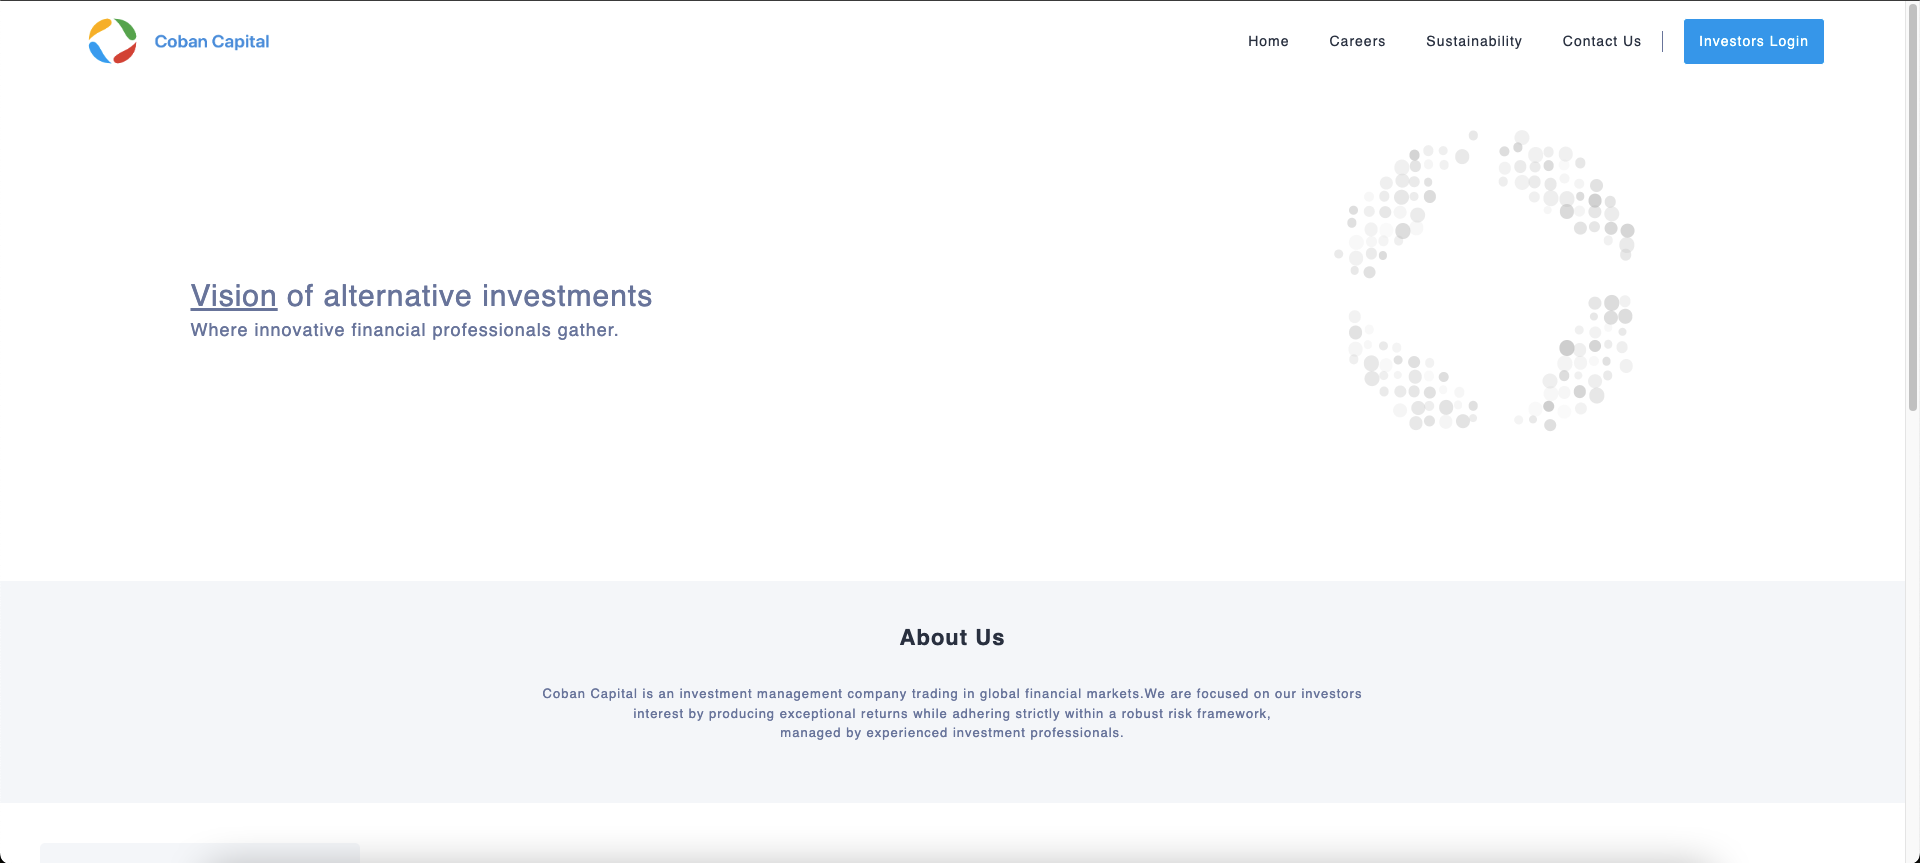 Coban Capital
Home
Careers
Sustainability
Contact Us
Investors Login
Vision of alternative investments
Where innovative financial professionals gather.
About Us
Coban Capital is an investment management company trading in global financial markets.We are focused on our investors
interest by producing exceptional returns while adhering strictly within a robust risk framework,
managed by experienced investment professionals.